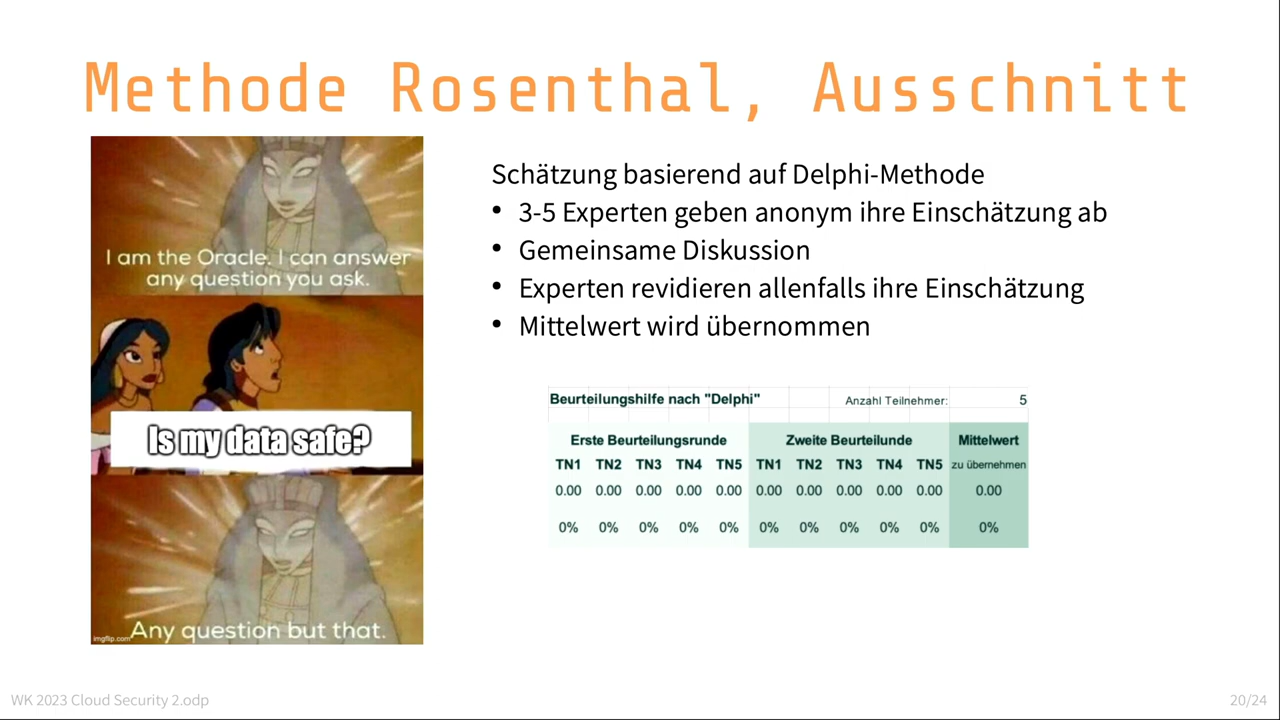 Methode Rosenthal, Ausschnitt
I am the Oracle. I can answer
any question you ask.
Is my data safe?
Any question but that.
imgflip.com
Schätzung basierend auf Delphi-Methode
• 3-5 Experten geben anonym ihre Einschätzung ab
• Gemeinsame Diskussion
• Experten revidieren allenfalls ihre Einschätzung
• Mittelwert wird übernommen
Beurteilungshilfe nach "Delphi" Anzahl Teilnehmer: 5
Erste Beurteilungsrunde Zweite Beurteilunde Mittelwert
TN1 TN2 TN3 TN4 TN5 TN1 TN2 TN3 TN4 TN5 zu übernehmen
0.00 0.00 0.00 0.00 0.00 0.00 0.00 0.00 0.00 0.00 0.00
0% 0% 0% 0% 0% 0% 0% 0% 0% 0% 0%
WK 2023 Cloud Security 2.odp
20/24